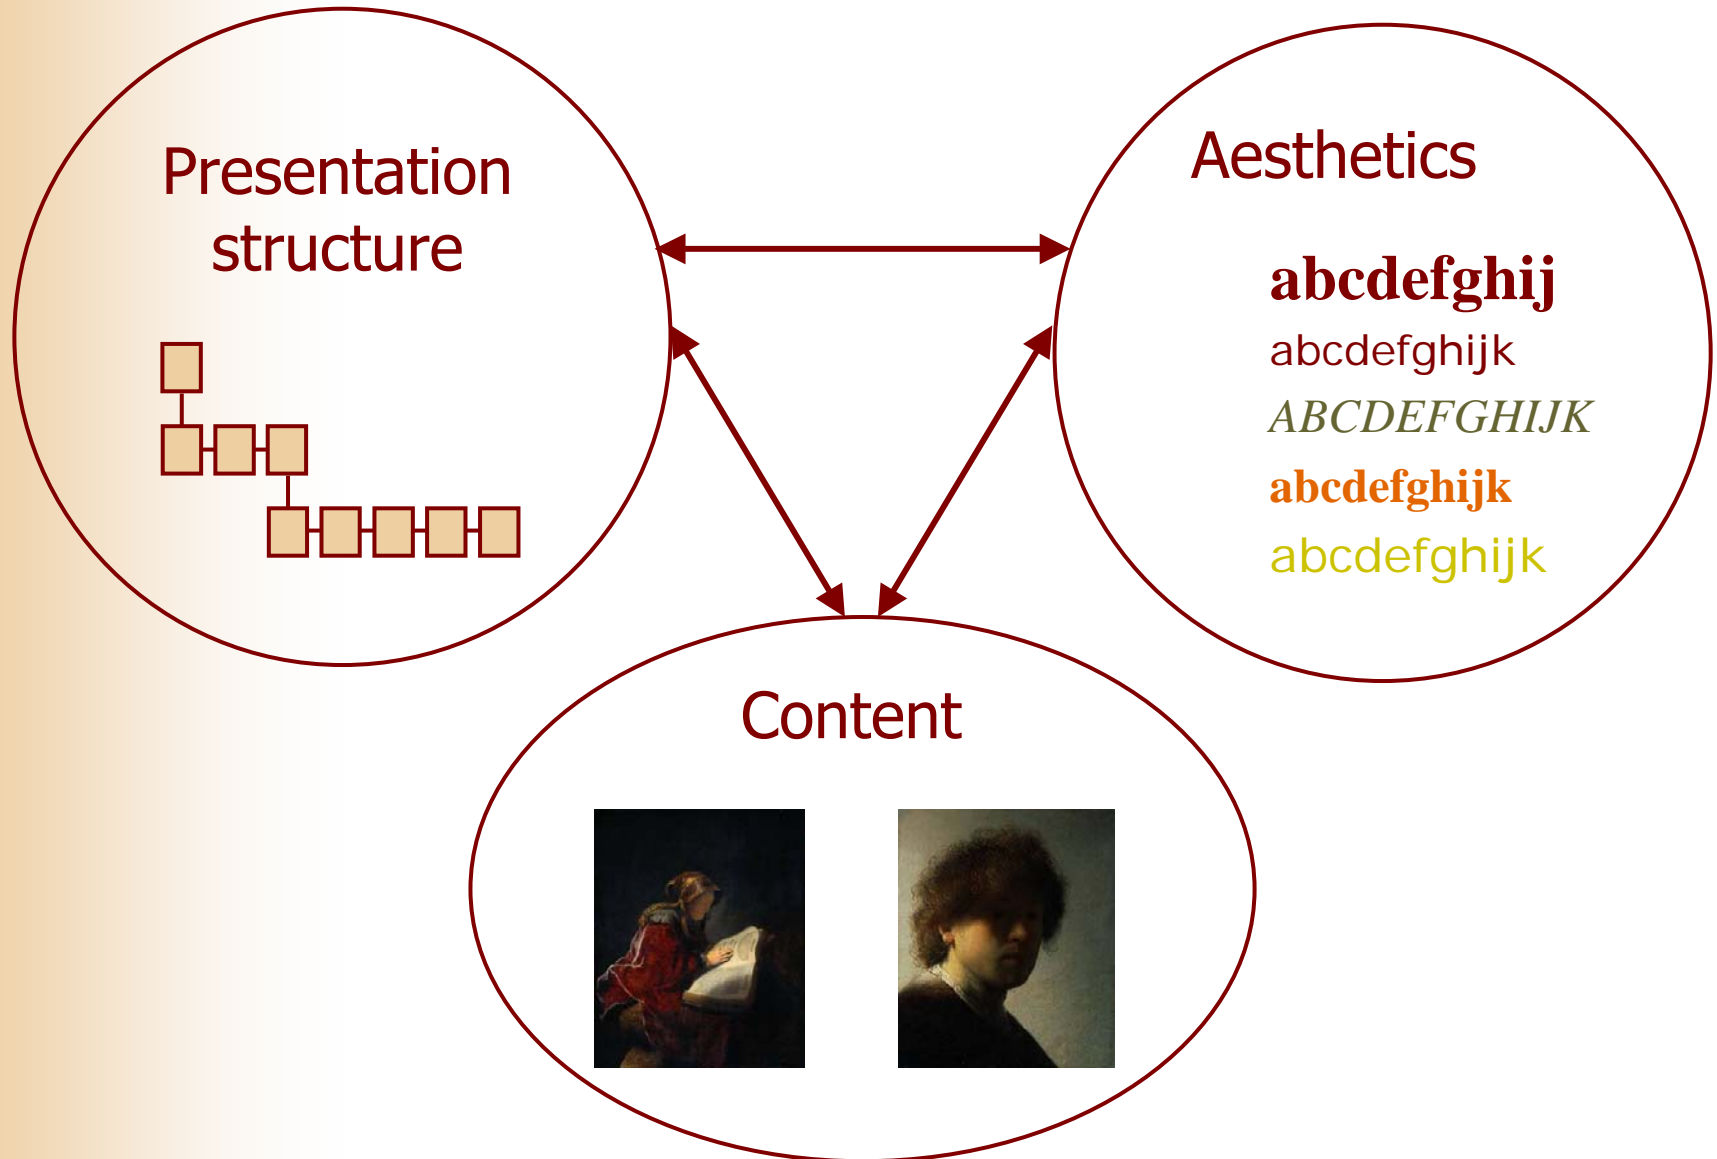 Presentation
structure
Aesthetics
abcdefghij
abcdefghijk
ABCDEFGHIJK
abcdefghijk
abcdefghijk
Content